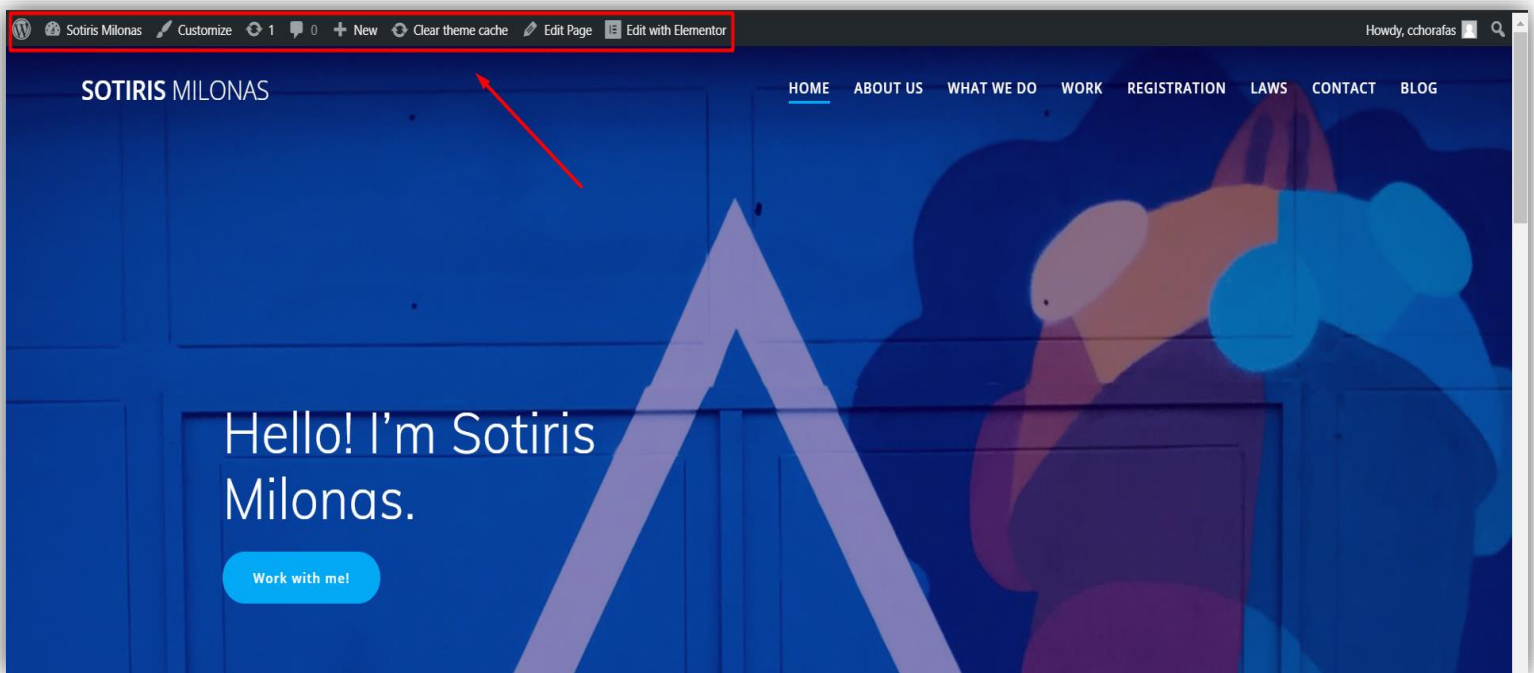 Sotiris Milonas Customize 1 0 New Clear theme cache Edit Page Edit with Elementor Howdy, cchorafas
SOTIRIS MILONAS HOME ABOUT US WHAT WE DO WORK REGISTRATION LAWS CONTACT BLOG
Hello! I’m Sotiris
Milonas.
Work with me!